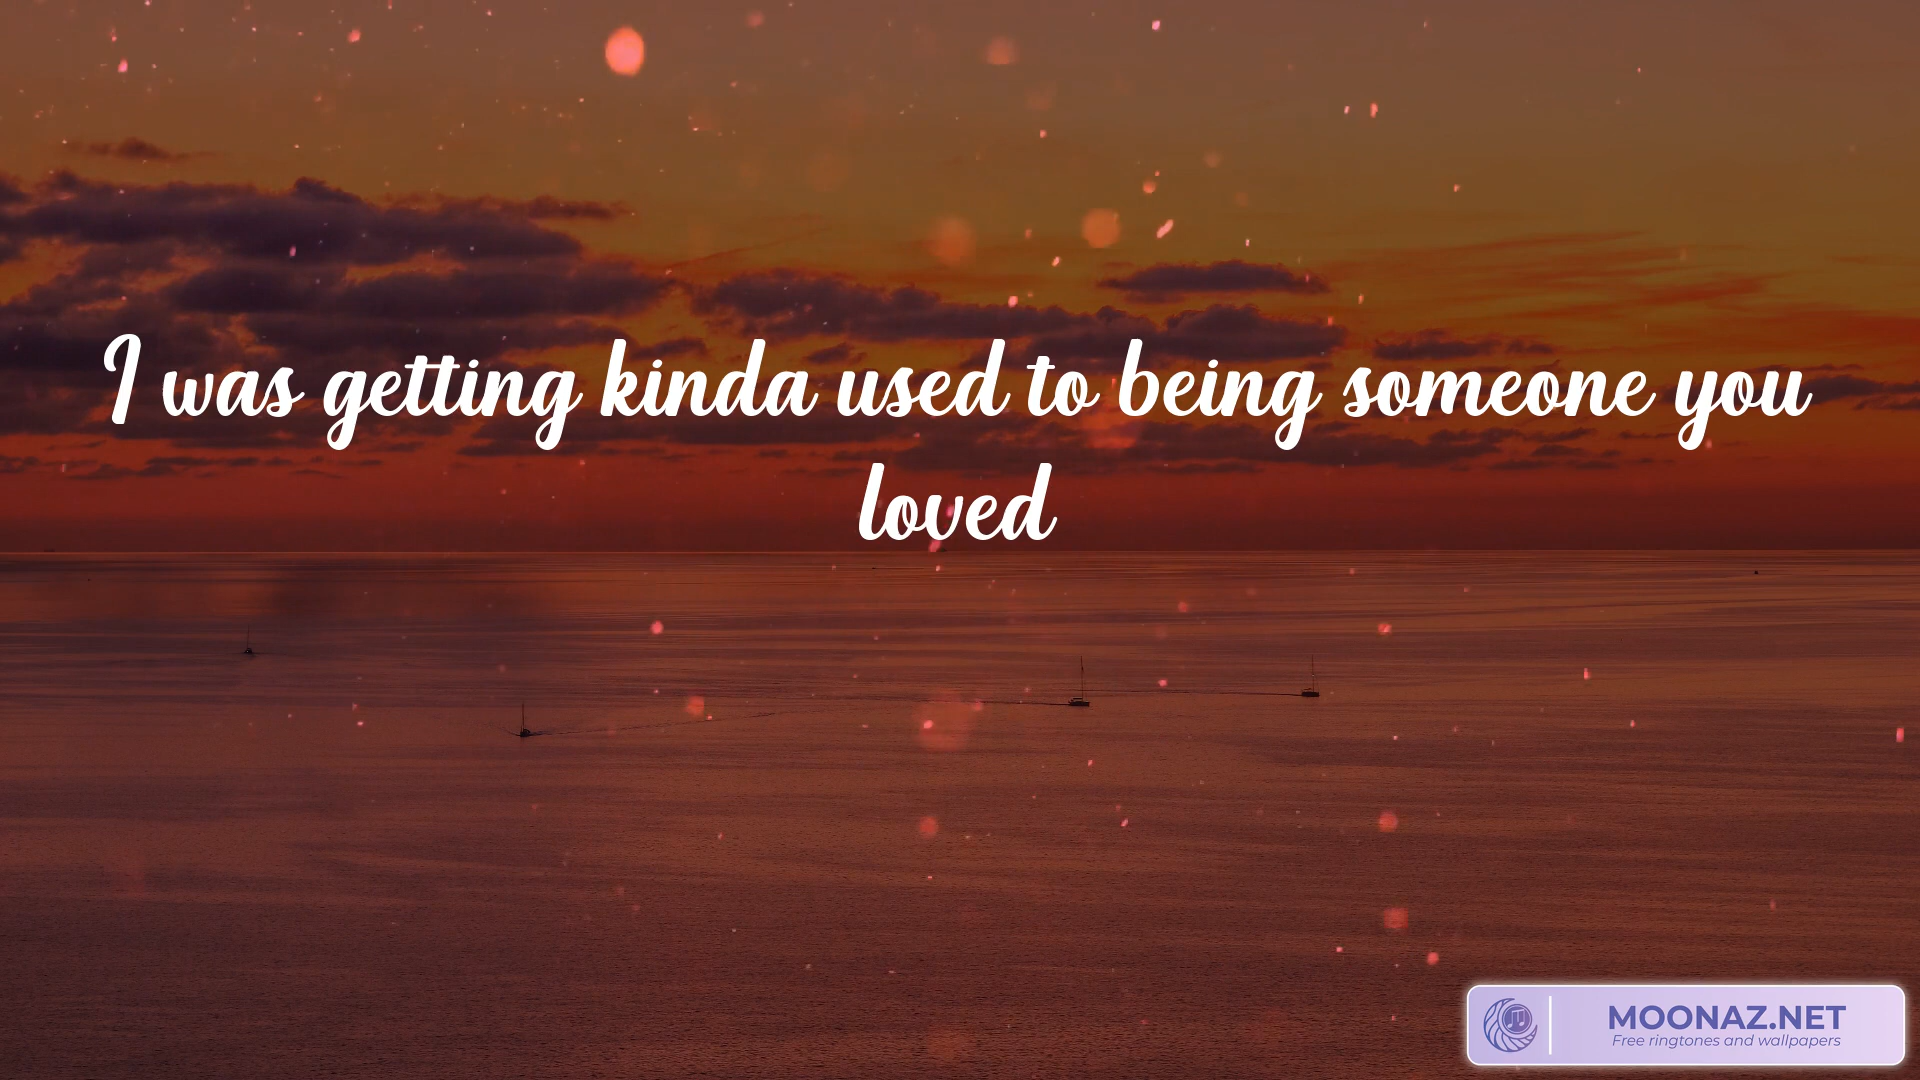 I was getting kinda used to being someone you
loved
MOONAZ.NET
Free ringtones and wallpapers